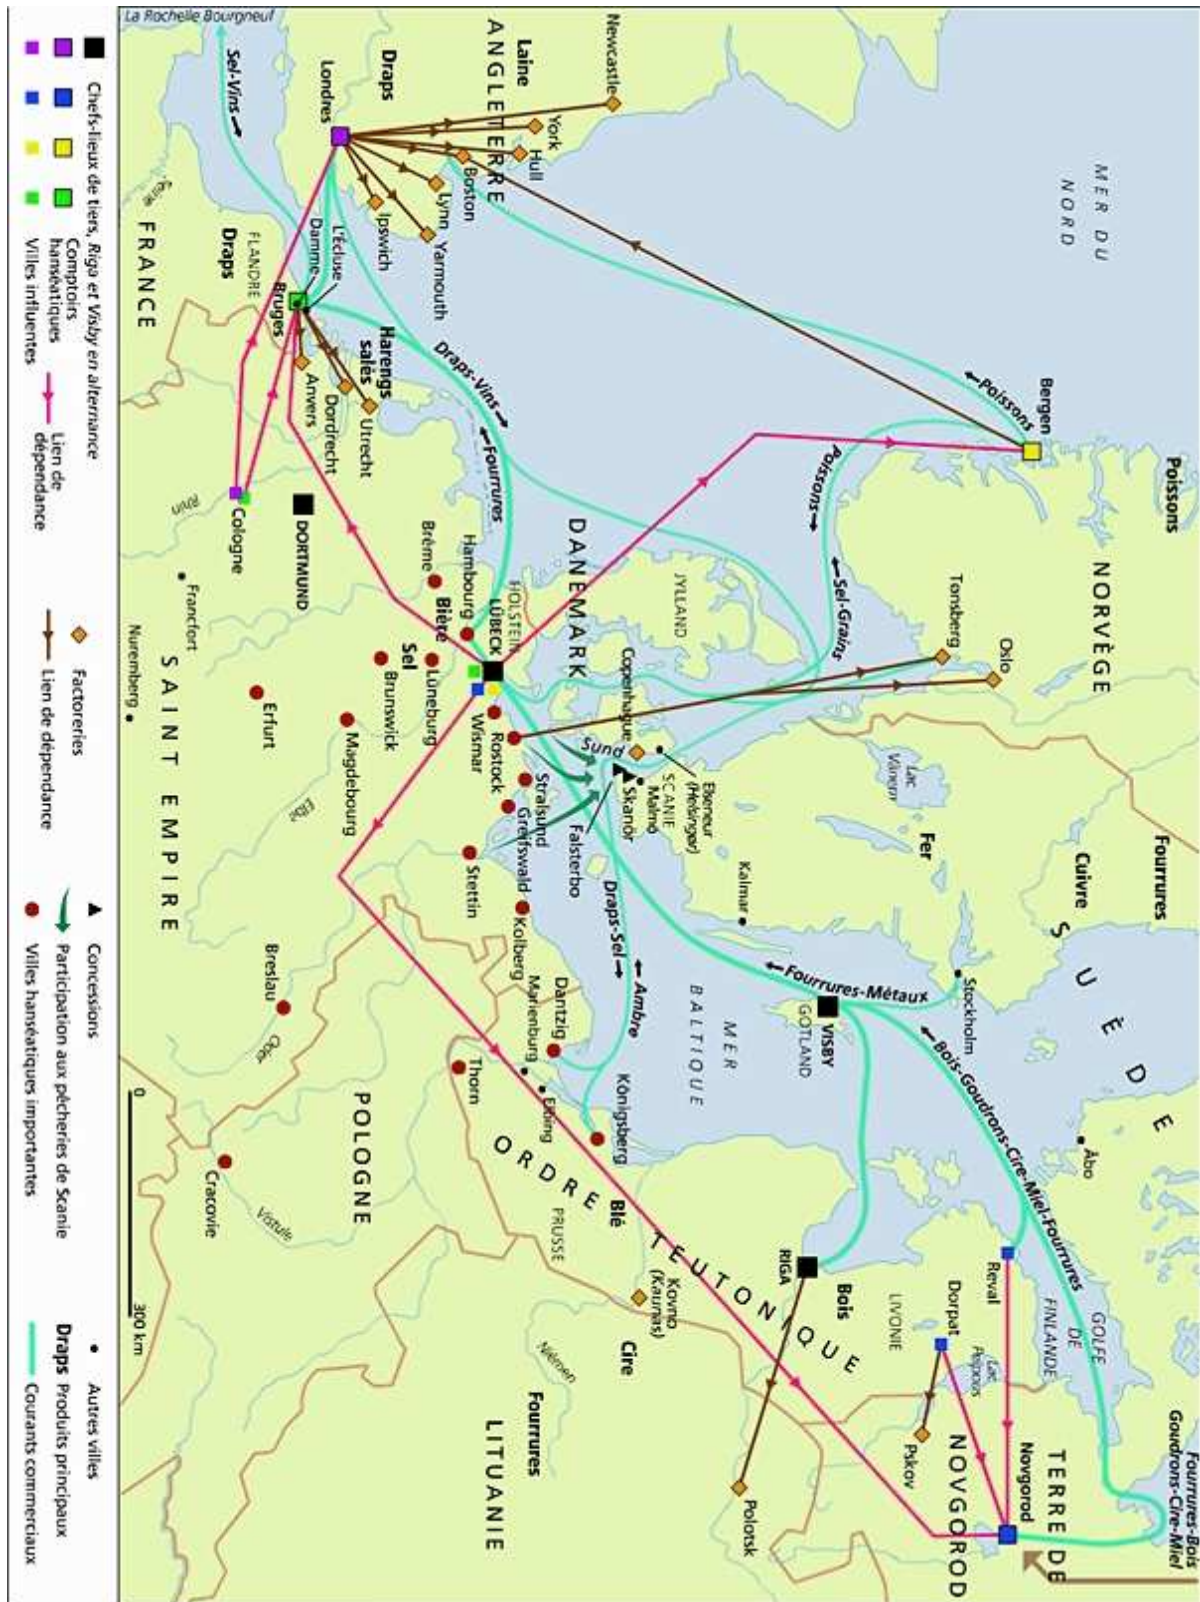 MER DU
NORD
Newcastle
Laine
ANGLETERRE
Draps
Londres
York
Hull
Boston
Lynn
Ipswich
Yarmouth
La Rochelle Bourgneuf
Sel-Vins
Seine
FRANCE
Draps
FLANDRE
Bruges
Damme
L'Écluse
Harengs
salés
Anvers
Dordrecht
Utrecht
Draps-Vins
Fourrures
Poissons
Bergen
Poissons
NORVÈGE
Poissons
Sel-Grains
Tonsberg
Oslo
DANEMARK
JYLLAND
HOLSTEIN
Copenhague
Sund
Elseneur
(Helsingør)
SCANIE
Malmö
Skanör
Falsterbo
Lac
Vänern
Fer
Cuivre
Fourrures
SUÈDE
Kalmar
Stockholm
Fourrures-Métaux
VISBY
GOTLAND
MER
BALTIQUE
Draps-Sel
Ambre
Bois-Goudrons-Cire-Miel-Fourrures
Åbo
GOLFE
DE
FINLANDE
Reval
Dorpat
Lac
Peïpous
LIVONIE
Pskov
Novgorod
TERRE DE
NOVGOROD
Fourrures-Bois
Goudrons-Cire-Miel
RIGA
Bois
Polotsk
Cologne
DORTMUND
Rhin
Francfort
Nuremberg
Brême
Hambourg
Bière
LÜBECK
Sel
Lüneburg
Brunswick
Wismar
Rostock
Stralsund
Greifswald
Magdebourg
Erfurt
Elbe
SAINT EMPIRE
Stettin
Kolberg
Breslau
Oder
Dantzig
Marienburg
Elbing
Königsberg
Thorn
POLOGNE
Cracovie
Vistule
ORDRE TEUTONIQUE
PRUSSE
Blé
Kovno
(Kaunas)
Cire
Niémen
Fourrures
LITUANIE
0
300 km
Chefs-lieux de tiers, Riga et Visby en alternance
Comptoirs
hanséatiques
Villes influentes
Lien de
dépendance
Factoreries
Lien de dépendance
Concessions
Participation aux pêcheries de Scanie
Villes hanséatiques importantes
Autres villes
Draps Produits principaux
Courants commerciaux